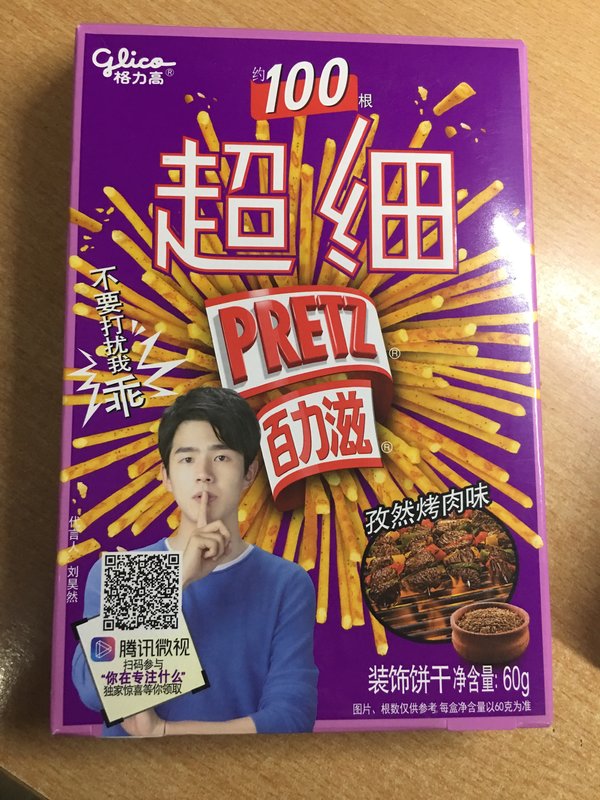 Glico
格力高®
约100根
超细
PRETZ®
百力滋®
不要打扰我
乖
孜然烤肉味
代言人：刘昊然
腾讯微视
扫码参与
"你在专注什么"
独家惊喜等你领取
装饰饼干 净含量: 60g
图片、根数仅供参考 每盒净含量以60克为准